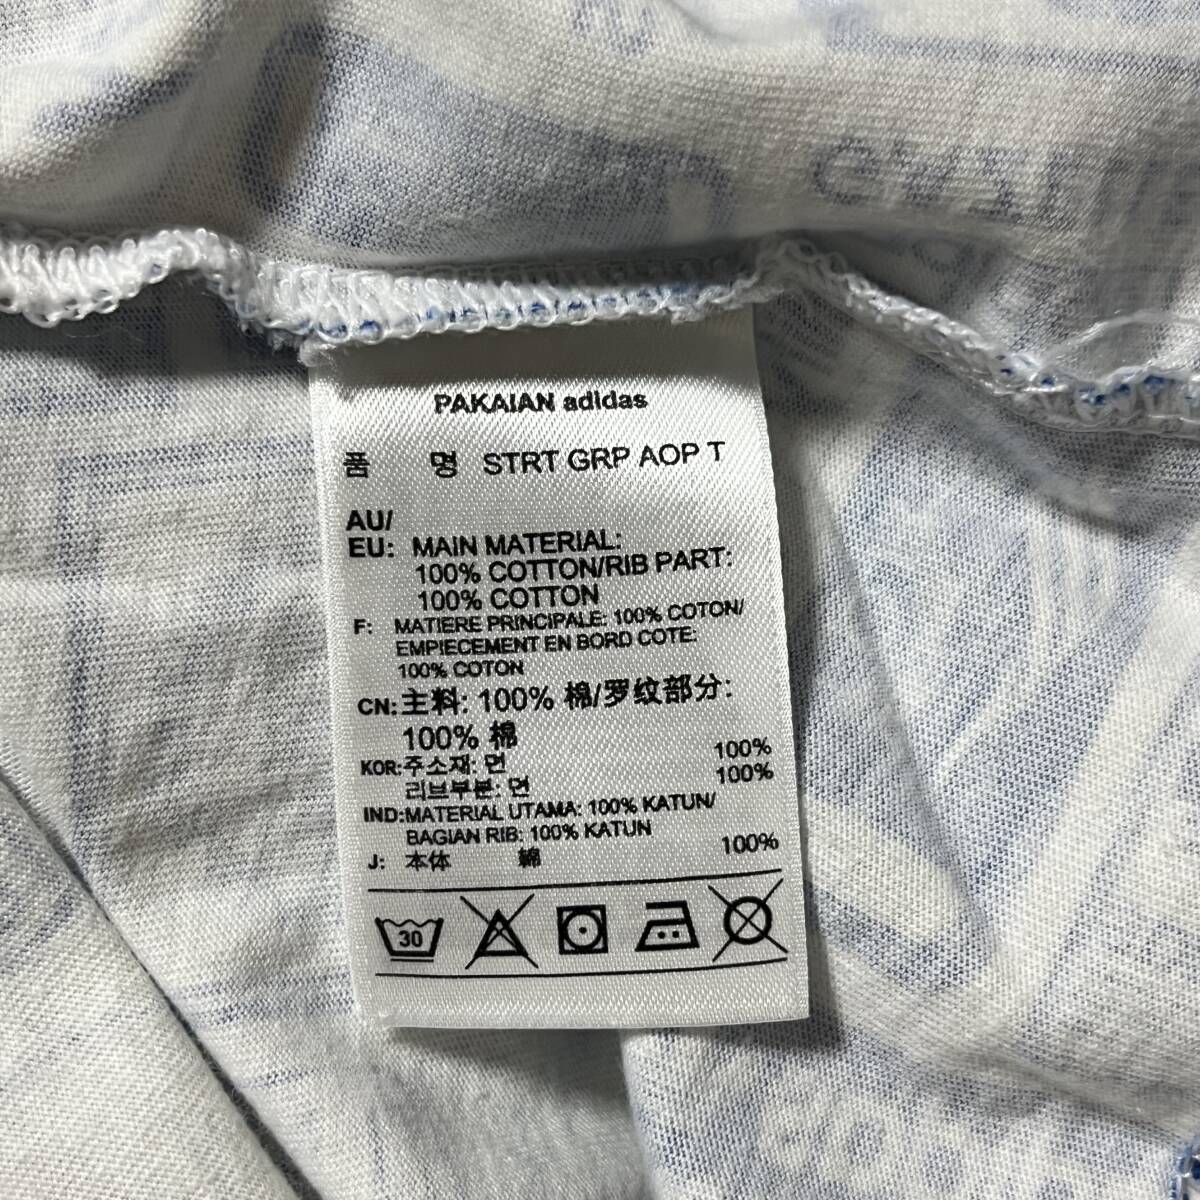 PAKAIAN adidas
품 명 STRT GRP AOP T
AU/
EU: MAIN MATERIAL:
100% COTTON/RIB PART:
100% COTTON
F: MATIERE PRINCIPALE: 100% COTON/
EMPIECEMENT EN BORD COTE:
100% COTON
CN:主料: 100% 棉/罗纹部分:
100% 棉
KOR:주소재: 면 100%
리브부분: 면 100%
IND:MATERIAL UTAMA: 100% KATUN/
BAGIAN RIB: 100% KATUN
J: 本体 綿 100%
30